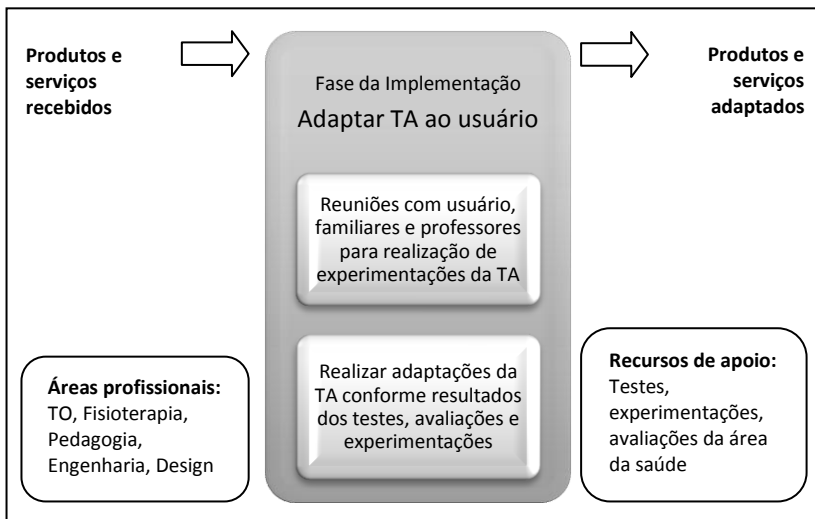 Produtos e
serviços
recebidos
Fase da Implementação
Adaptar TA ao usuário
Produtos e
serviços
adaptados
Reuniões com usuário,
familiares e professores
para realização de
experimentações da TA
Realizar adaptações da
TA conforme resultados
dos testes, avaliações e
experimentações
Áreas profissionais:
TO, Fisioterapia,
Pedagogia,
Engenharia, Design
Recursos de apoio:
Testes,
experimentações,
avaliações da área
da saúde